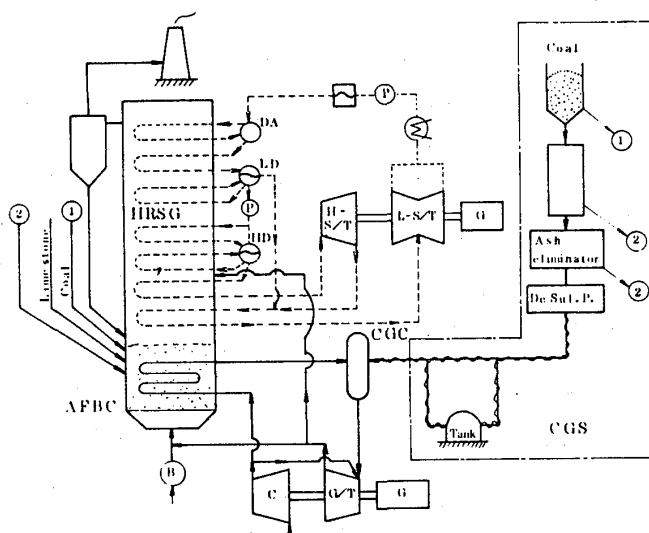 Coal
DA
P
1
LD
HRSG
P
H-
S/T
L-S/T
G
2
1
2
Ash
eliminator
HD
Lime stone
Coal
2
De Sul. P.
CGC
AFBC
Tank
CGS
B
C
G/T
G